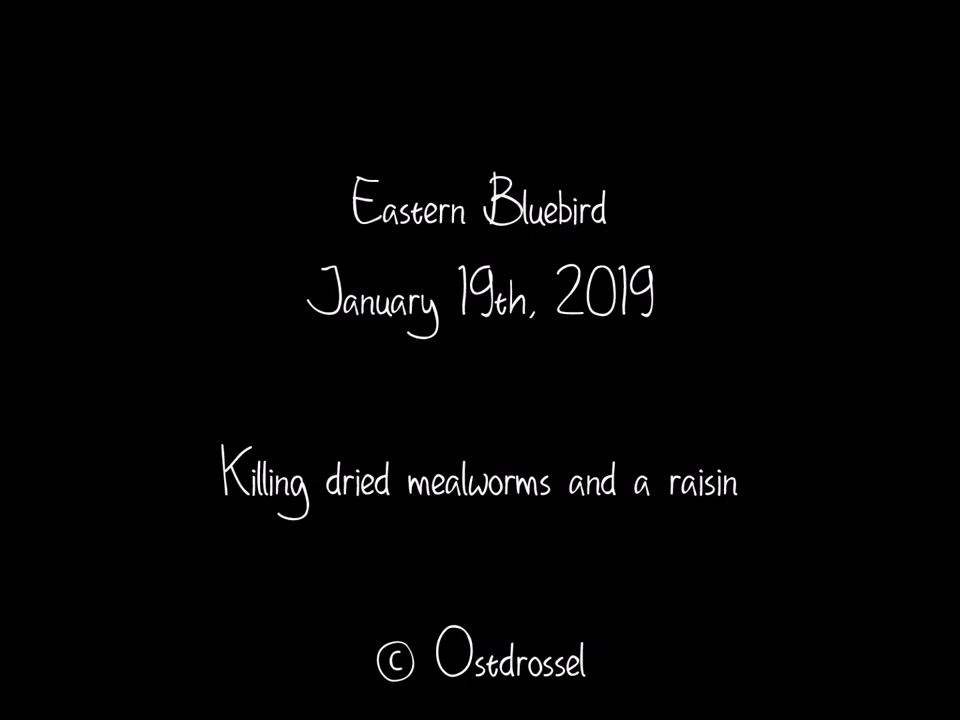 Eastern Bluebird
January 19th, 2019
Killing dried mealworms and a raisin
© Ostdrossel